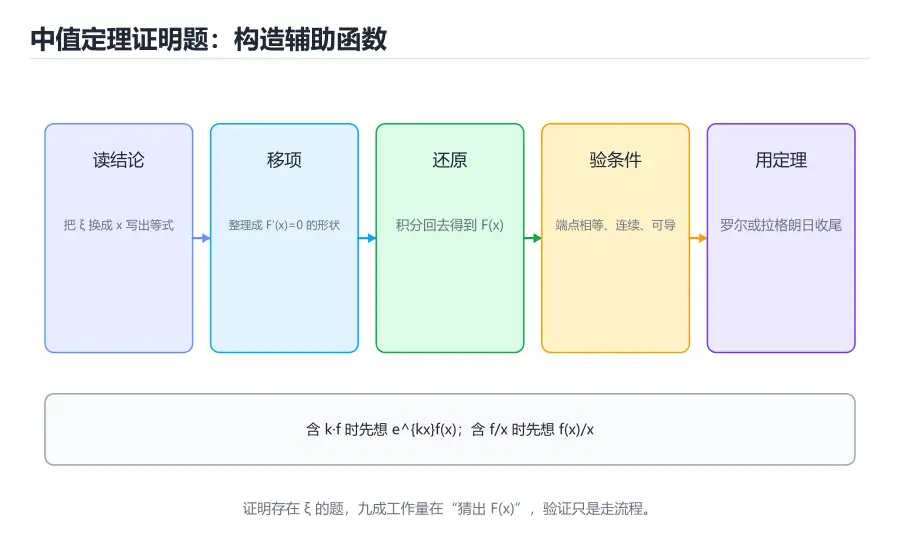 中值定理证明题：构造辅助函数
读结论
把 ξ 换成 x 写出等式
移项
整理成 F'(x)=0 的形状
还原
积分回去得到 F(x)
验条件
端点相等、连续、可导
用定理
罗尔或拉格朗日收尾
含 k·f 时先想 e^{kx}f(x)；含 f/x 时先想 f(x)/x
证明存在 ξ 的题，九成工作量在“猜出 F(x)”，验证只是走流程。